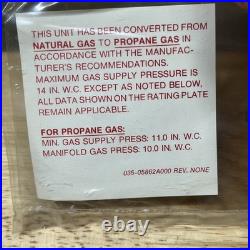 THIS UNIT HAS BEEN CONVERTED FROM
NATURAL GAS TO PROPANE GAS IN
ACCORDANCE WITH THE MANUFAC-
TURER'S RECOMMENDATIONS.
MAXIMUM GAS SUPPLY PRESSURE IS
14 IN. W.C. EXCEPT AS NOTED BELOW,
ALL DATA SHOWN ON THE RATING PLATE
REMAIN APPLICABLE.
FOR PROPANE GAS:
MIN. GAS SUPPLY PRESS: 11.0 IN. W.C.
MANIFOLD GAS PRESS: 10.0 IN. W.C.
035-05862A000 REV. NONE
© watersoftfilter.com